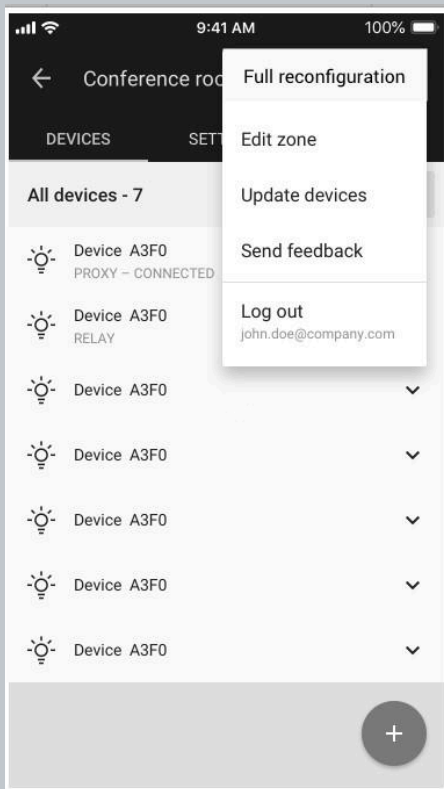 9:41 AM
100%
Conference roo
Full reconfiguration
DEVICES
SETT
Edit zone
All devices - 7
Update devices
Device A3F0
PROXY – CONNECTED
Send feedback
Device A3F0
RELAY
Log out
john.doe@company.com
Device A3F0
Device A3F0
Device A3F0
Device A3F0
Device A3F0